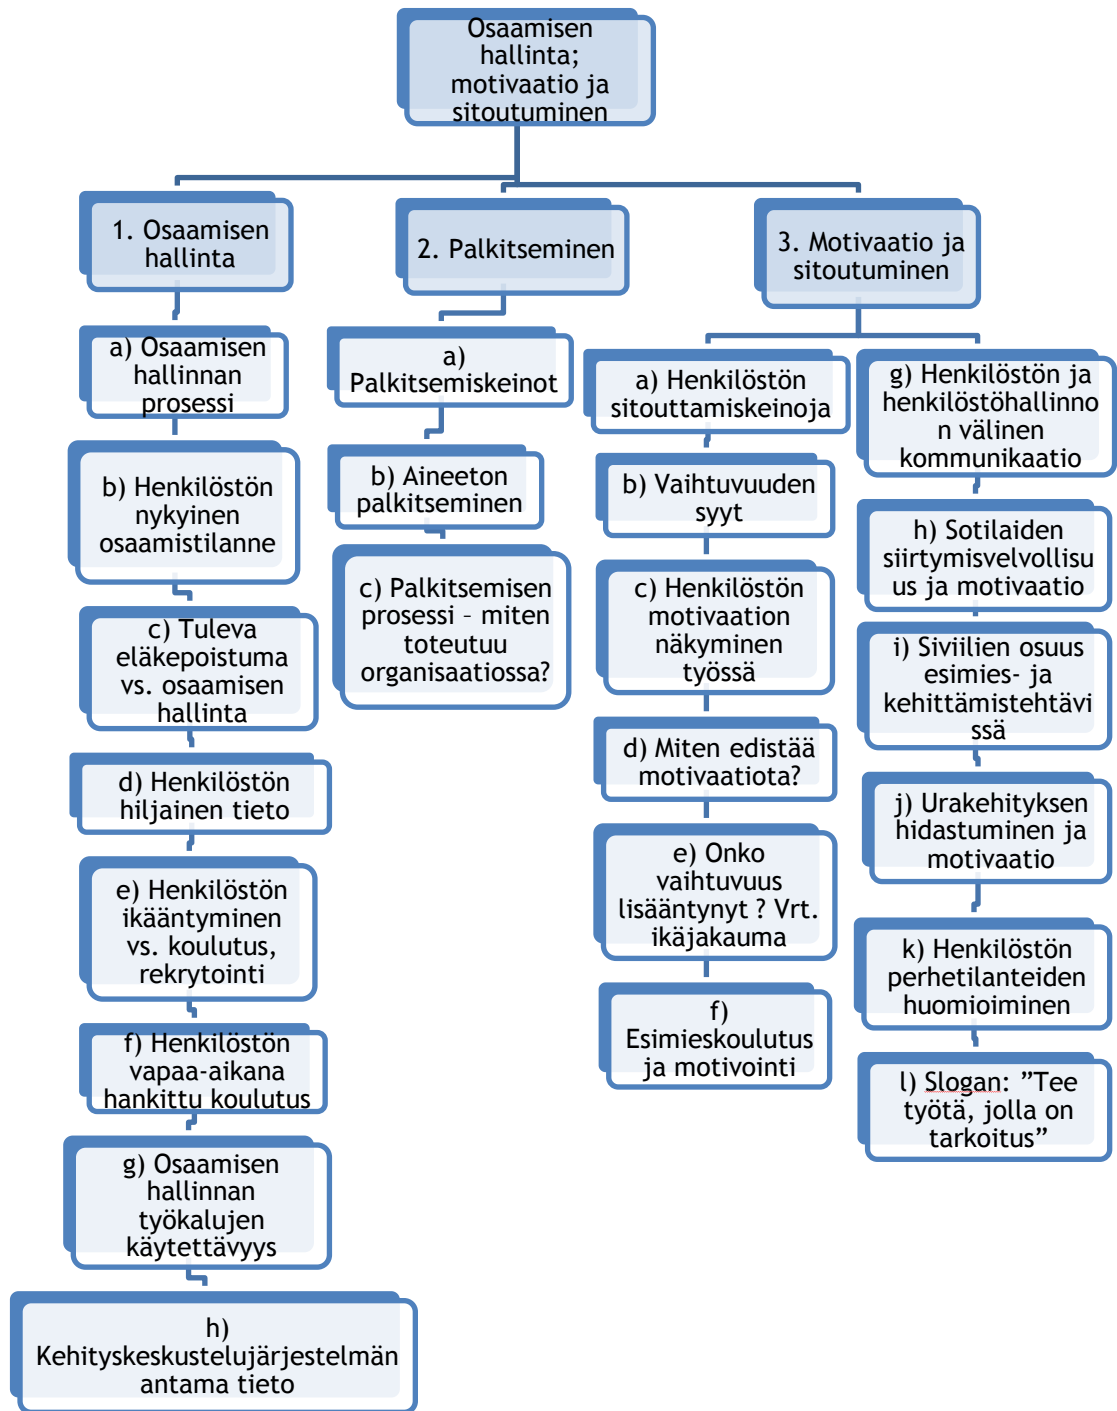 Osaamisen
hallinta;
motivaatio ja
sitoutuminen
1. Osaamisen
hallinta
a) Osaamisen
hallinnan
prosessi
b) Henkilöstön
nykyinen
osaamistilanne
c) Tuleva
eläkepoistuma
vs. osaamisen
hallinta
d) Henkilöstön
hiljainen tieto
e) Henkilöstön
ikääntyminen
vs. koulutus,
rekrytointi
f) Henkilöstön
vapaa-aikana
hankittu koulutus
g) Osaamisen
hallinnan
työkalujen
käytettävyys
h)
Kehityskeskustelujärjestelmän
antama tieto
2. Palkitseminen
a)
Palkitsemiskeinot
b) Aineeton
palkitseminen
c) Palkitsemisen
prosessi – miten
toteutuu
organisaatiossa?
3. Motivaatio ja
sitoutuminen
a) Henkilöstön
sitouttamiskeinoja
b) Vaihtuvuuden
syyt
c) Henkilöstön
motivaation
näkyminen
työssä
d) Miten edistää
motivaatiota?
e) Onko
vaihtuvuus
lisääntynyt ? Vrt.
ikäjakauma
f)
Esimieskoulutus
ja motivointi
g) Henkilöstön ja
henkilöstöhallinno
n välinen
kommunikaatio
h) Sotilaiden
siirtymisvelvollisu
us ja motivaatio
i) Siviilien osuus
esimies- ja
kehittämistehtävi
ssä
j) Urakehityksen
hidastuminen ja
motivaatio
k) Henkilöstön
perhetilanteiden
huomioiminen
l) Slogan: ”Tee
työtä, jolla on
tarkoitus”